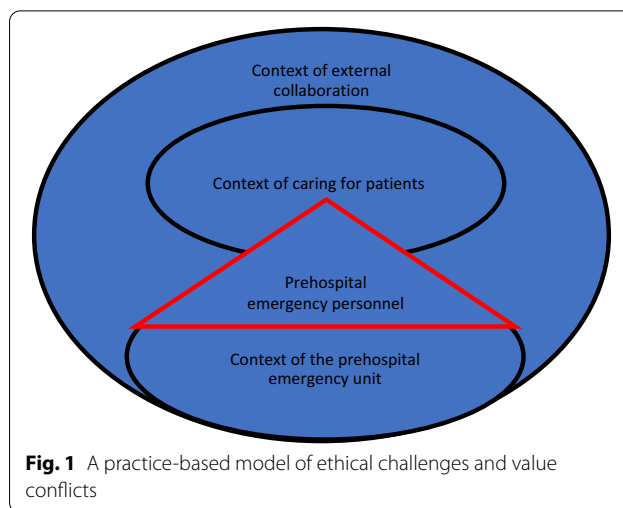 Context of external
collaboration
Context of caring for patients
Prehospital
emergency personnel
Context of the prehospital
emergency unit
Fig. 1 A practice-based model of ethical challenges and value
conflicts